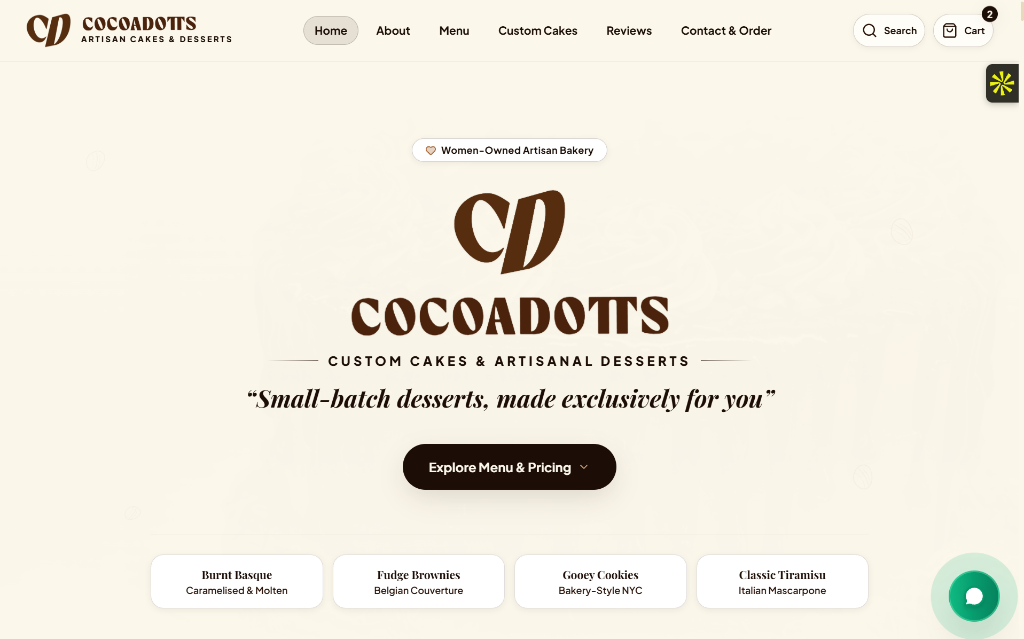 COCOADOTTS
ARTISAN CAKES & DESSERTS
Home
About
Menu
Custom Cakes
Reviews
Contact & Order
Search
Cart
2
Women-Owned Artisan Bakery
CD
COCOADOTTS
CUSTOM CAKES & ARTISANAL DESSERTS
“Small-batch desserts, made exclusively for you”
Explore Menu & Pricing
Burnt Basque
Caramelised & Molten
Fudge Brownies
Belgian Couverture
Gooey Cookies
Bakery-Style NYC
Classic Tiramisu
Italian Mascarpone